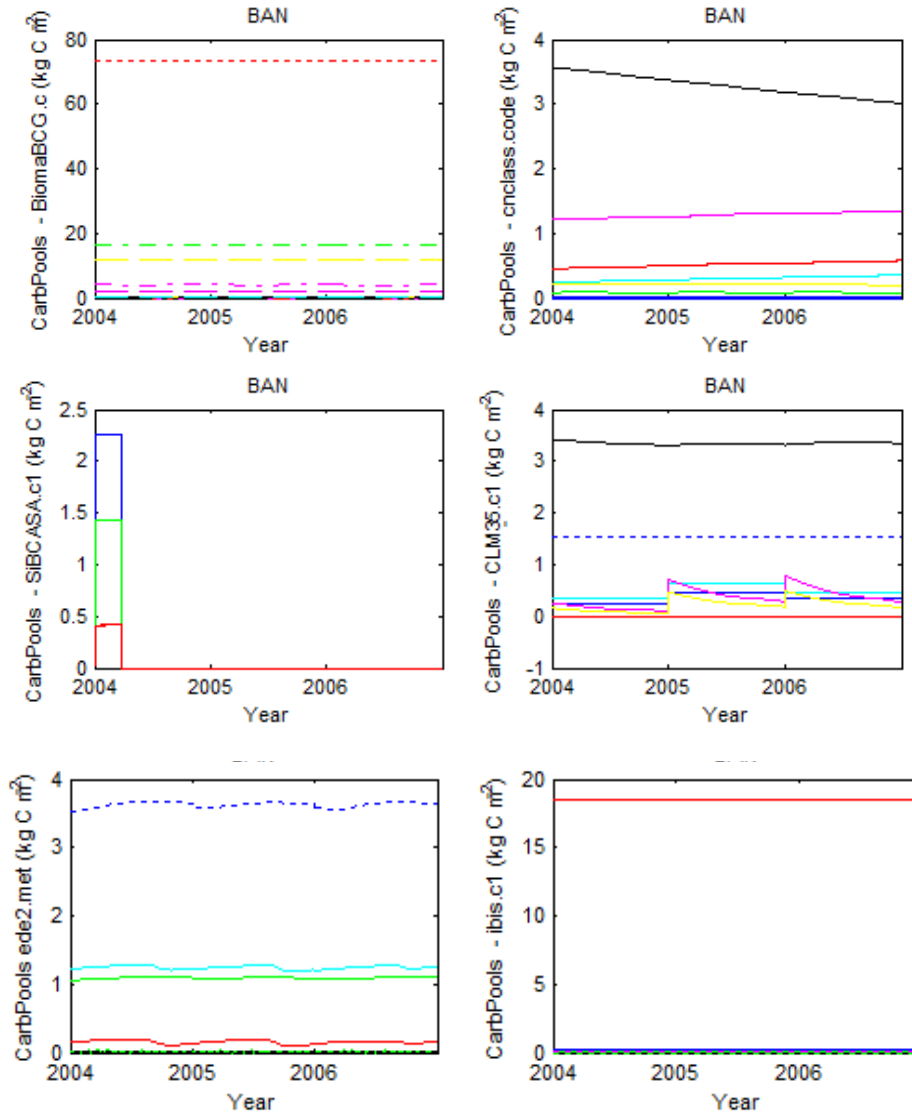 BAN
CarbPools - BiomaBCG.c (kg C m²)
80
60
40
20
0
2004 2005 2006
Year
BAN
CarbPools - cnclass.code (kg C m²)
4
3
2
1
0
2004 2005 2006
Year
BAN
CarbPools - SiBCASA.c1 (kg C m²)
2.5
2
1.5
1
0.5
0
2004 2005 2006
Year
BAN
CarbPools - CLM35.c1 (kg C m²)
4
3
2
1
0
-1
2004 2005 2006
Year
CarbPools ede2.met (kg C m²)
4
3
2
1
0
2004 2005 2006
Year
CarbPools - ibis.c1 (kg C m²)
20
15
10
5
0
2004 2005 2006
Year